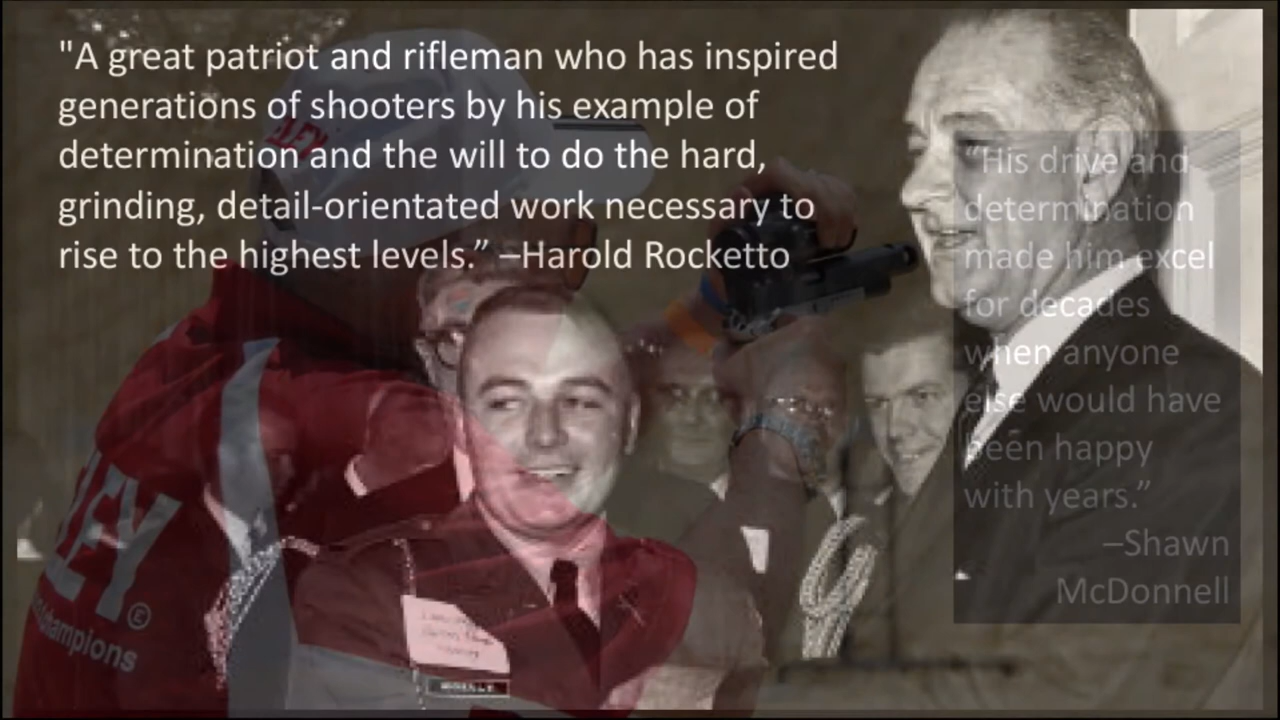 "A great patriot and rifleman who has inspired
generations of shooters by his example of
determination and the will to do the hard,
grinding, detail-orientated work necessary to
rise to the highest levels.” –Harold Rocketto
“His drive and
determination
made him excel
for decades
when anyone
else would have
been happy
with years.”
–Shawn
McDonnell